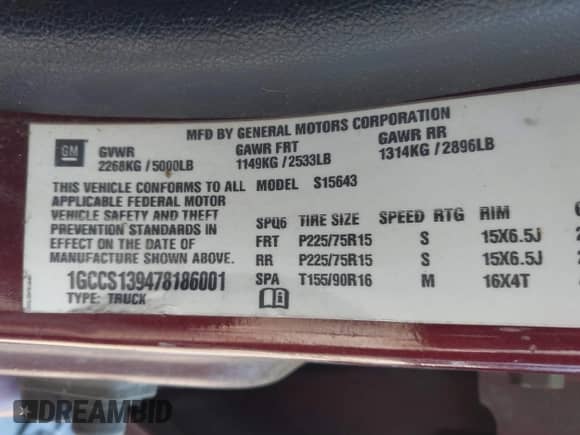 MFD BY GENERAL MOTORS CORPORATION
GM
GVWR GAWR FRT GAWR RR
2268KG / 5000LB 1149KG / 2533LB 1314KG / 2896LB
THIS VEHICLE CONFORMS TO ALL
APPLICABLE FEDERAL MOTOR
VEHICLE SAFETY AND THEFT
PREVENTION STANDARDS IN
EFFECT ON THE DATE OF
MANUFACTURE SHOWN ABOVE.
1GCCS139478186001
TYPE: TRUCK
MODEL S15643
SPQ6 TIRE SIZE SPEED RTG RIM
FRT P225/75R15 S 15X6.5J
RR P225/75R15 S 15X6.5J
SPA T155/90R16 M 16X4T
DREAMBID